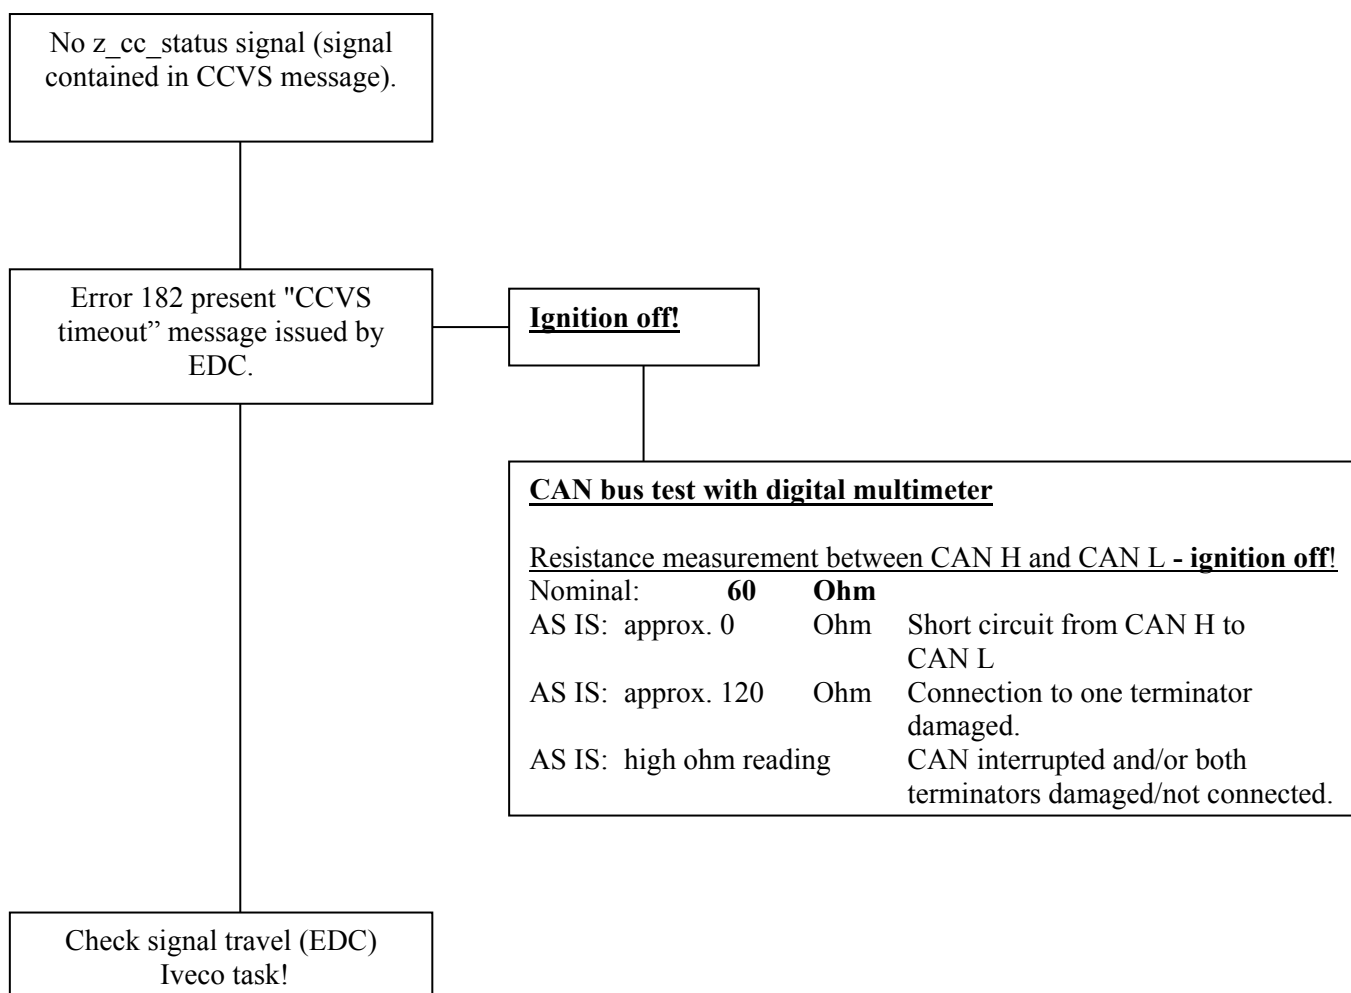 No z_cc_status signal (signal
contained in CCVS message).
Error 182 present "CCVS
timeout” message issued by
EDC.
Ignition off!
CAN bus test with digital multimeter
Resistance measurement between CAN H and CAN L - ignition off!
Nominal: 60 Ohm
AS IS: approx. 0 Ohm Short circuit from CAN H to
CAN L
AS IS: approx. 120 Ohm Connection to one terminator
damaged.
AS IS: high ohm reading CAN interrupted and/or both
terminators damaged/not connected.
Check signal travel (EDC)
Iveco task!